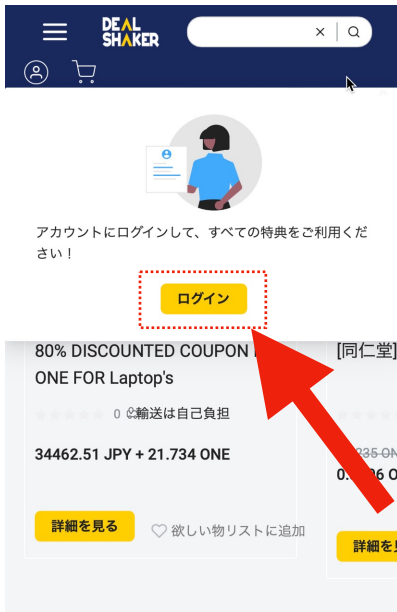 DEAL
SHAKER
アカウントにログインして、すべての特典をご利用くだ
さい！
ログイン
80% DISCOUNTED COUPON
ONE FOR Laptop's
[同仁堂]
0
輸送は自己負担
34462.51 JPY + 21.734 ONE
詳細を見る
欲しい物リストに追加
詳細を